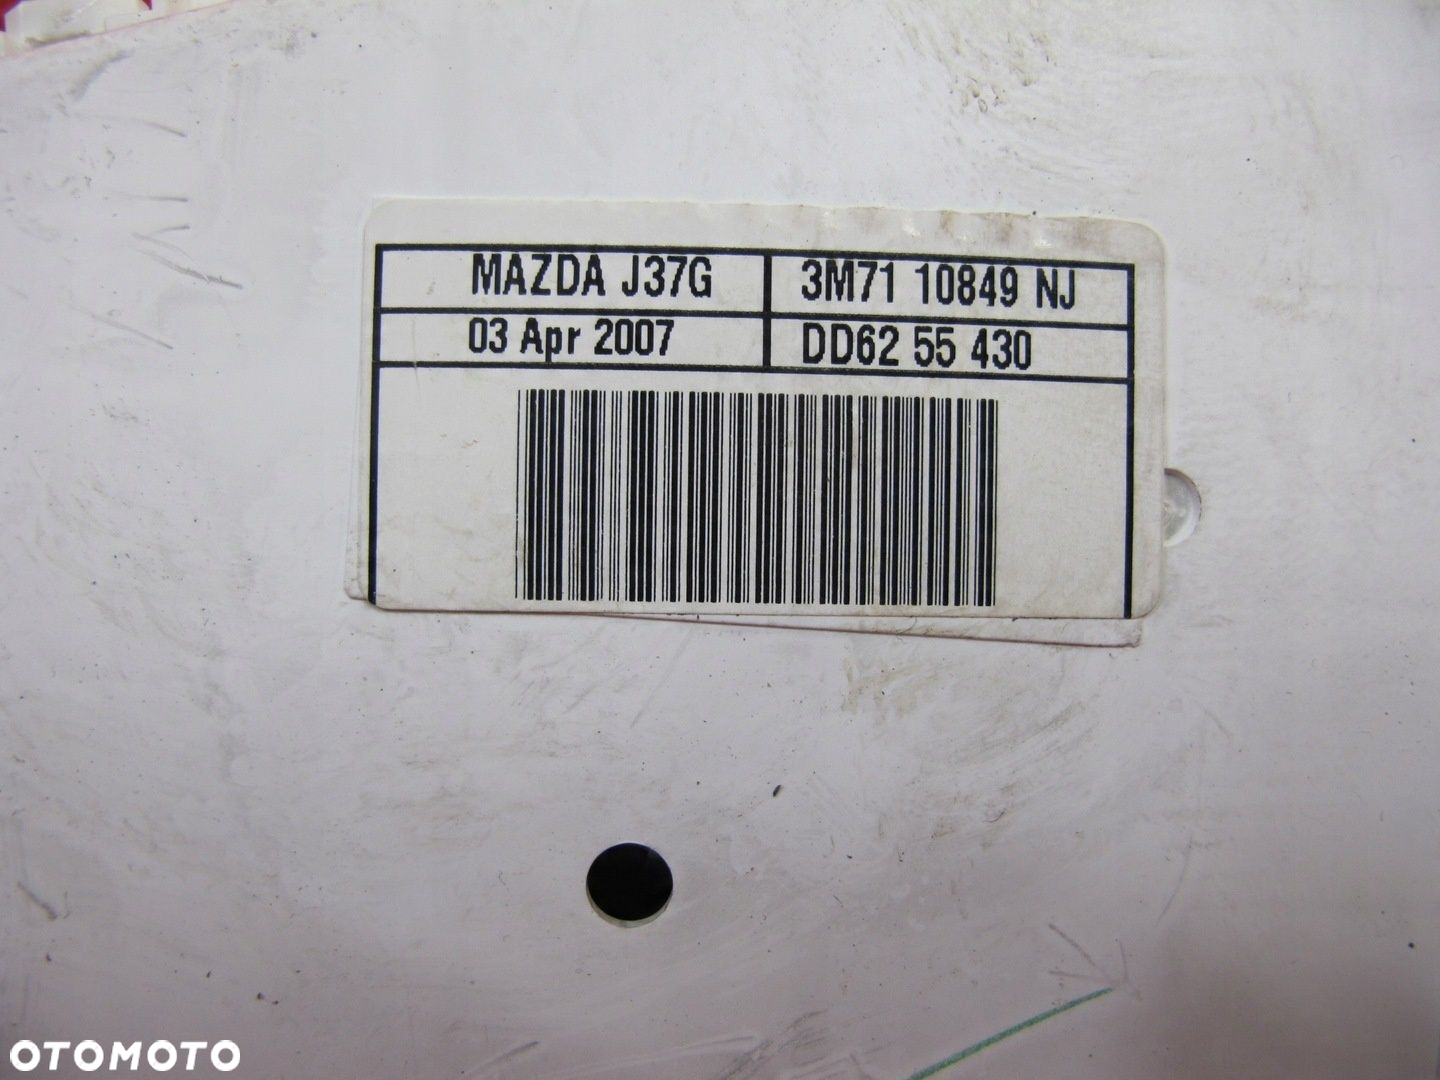 MAZDA J37G 3M71 10849 NJ
03 Apr 2007 DD62 55 430
OTOMOTO